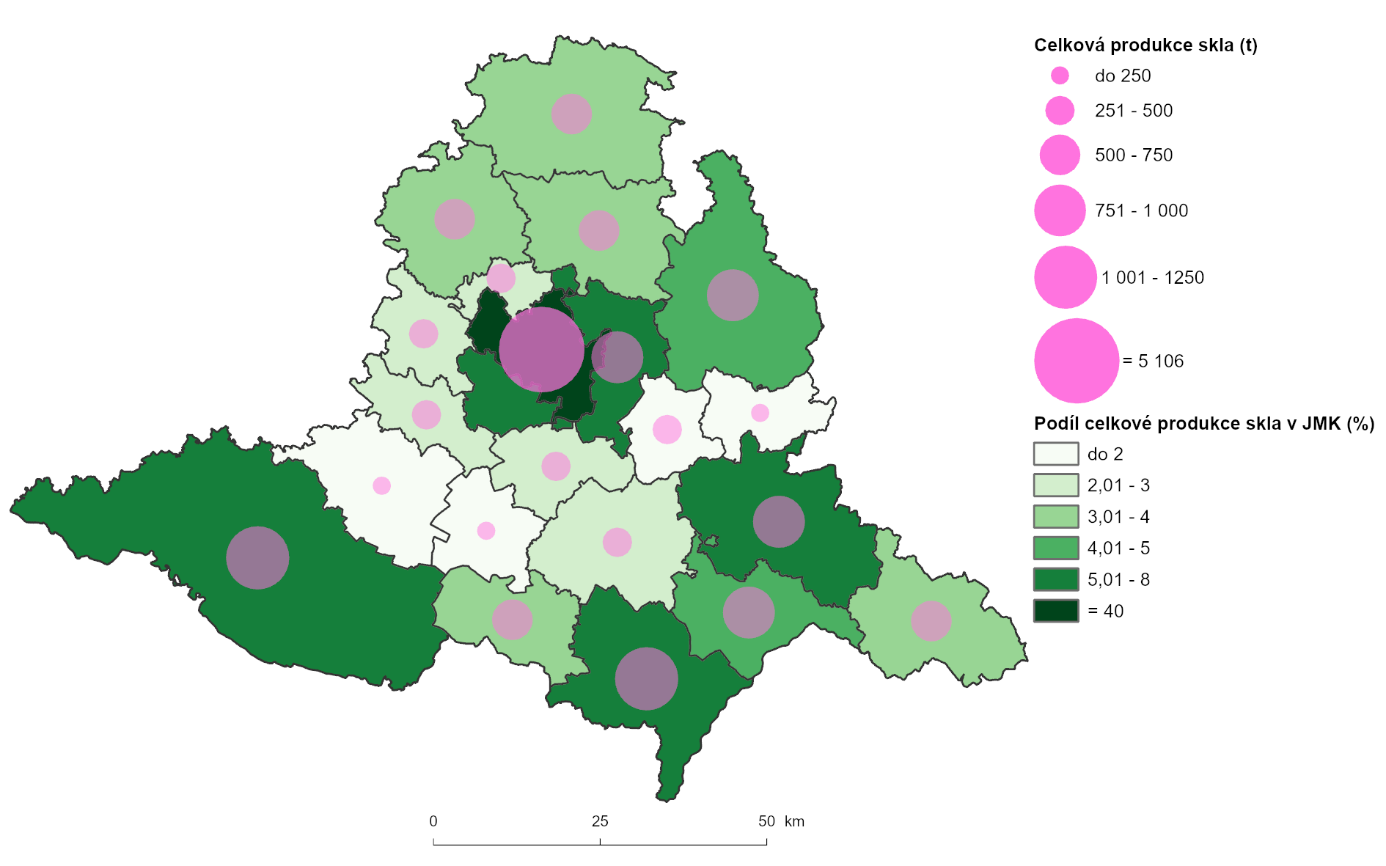 Celková produkce skla (t)
do 250
251 - 500
500 - 750
751 - 1 000
1 001 - 1250
= 5 106
Podíl celkové produkce skla v JMK (%)
do 2
2,01 - 3
3,01 - 4
4,01 - 5
5,01 - 8
= 40
0 25 50 km